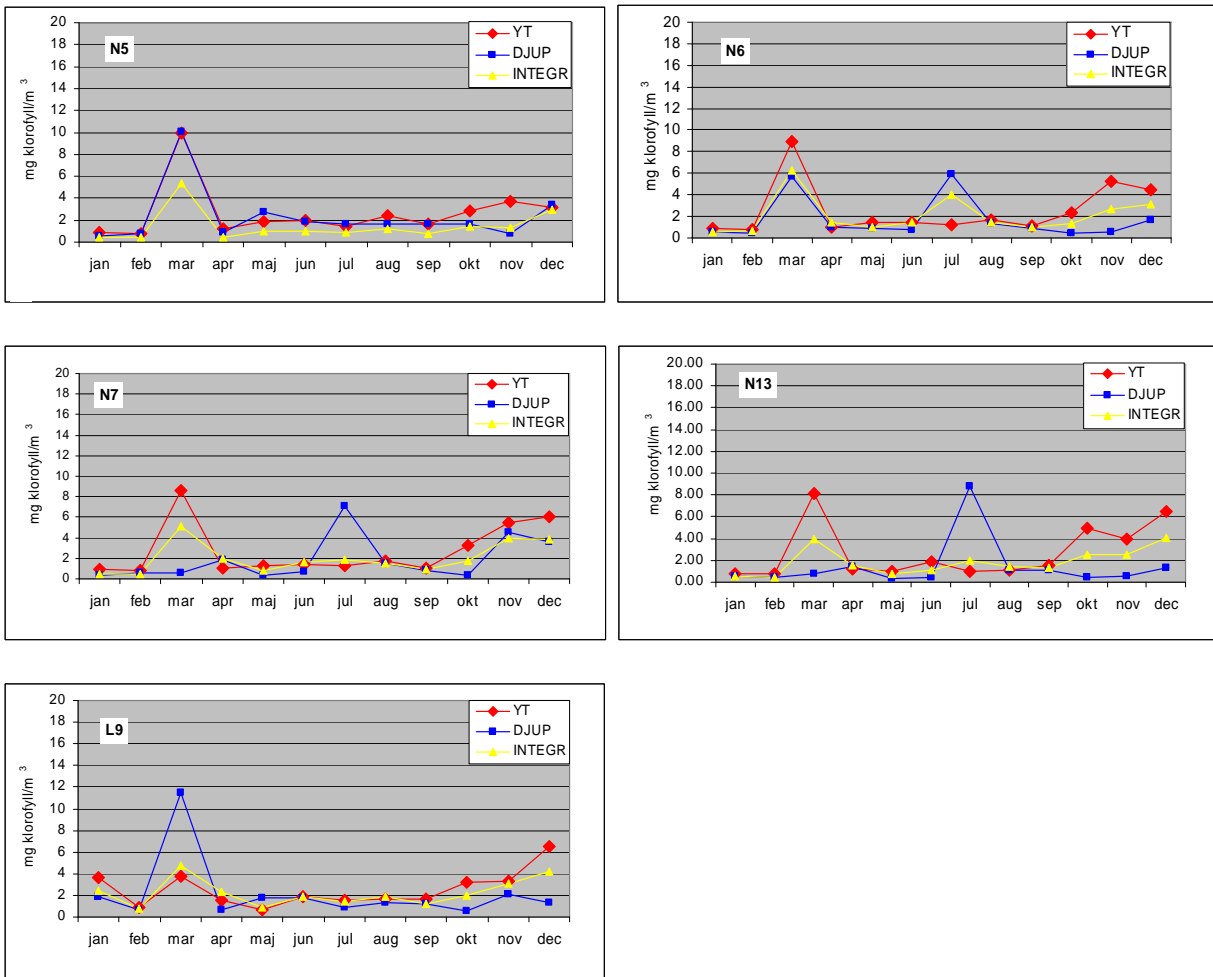 N5
YT
DJUP
INTEGR
mg klorofyll/m 3
20
18
16
14
12
10
8
6
4
2
0
jan feb mar apr maj jun jul aug sep okt nov dec
N6
YT
DJUP
INTEGR
mg klorofyll/m 3
20
18
16
14
12
10
8
6
4
2
0
jan feb mar apr maj jun jul aug sep okt nov dec
N7
YT
DJUP
INTEGR
mg klorofyll/m 3
20
18
16
14
12
10
8
6
4
2
0
jan feb mar apr maj jun jul aug sep okt nov dec
N13
YT
DJUP
INTEGR
mg klorofyll/m 3
20.00
18.00
16.00
14.00
12.00
10.00
8.00
6.00
4.00
2.00
0.00
jan feb mar apr maj jun jul aug sep okt nov dec
L9
YT
DJUP
INTEGR
mg klorofyll/m 3
20
18
16
14
12
10
8
6
4
2
0
jan feb mar apr maj jun jul aug sep okt nov dec